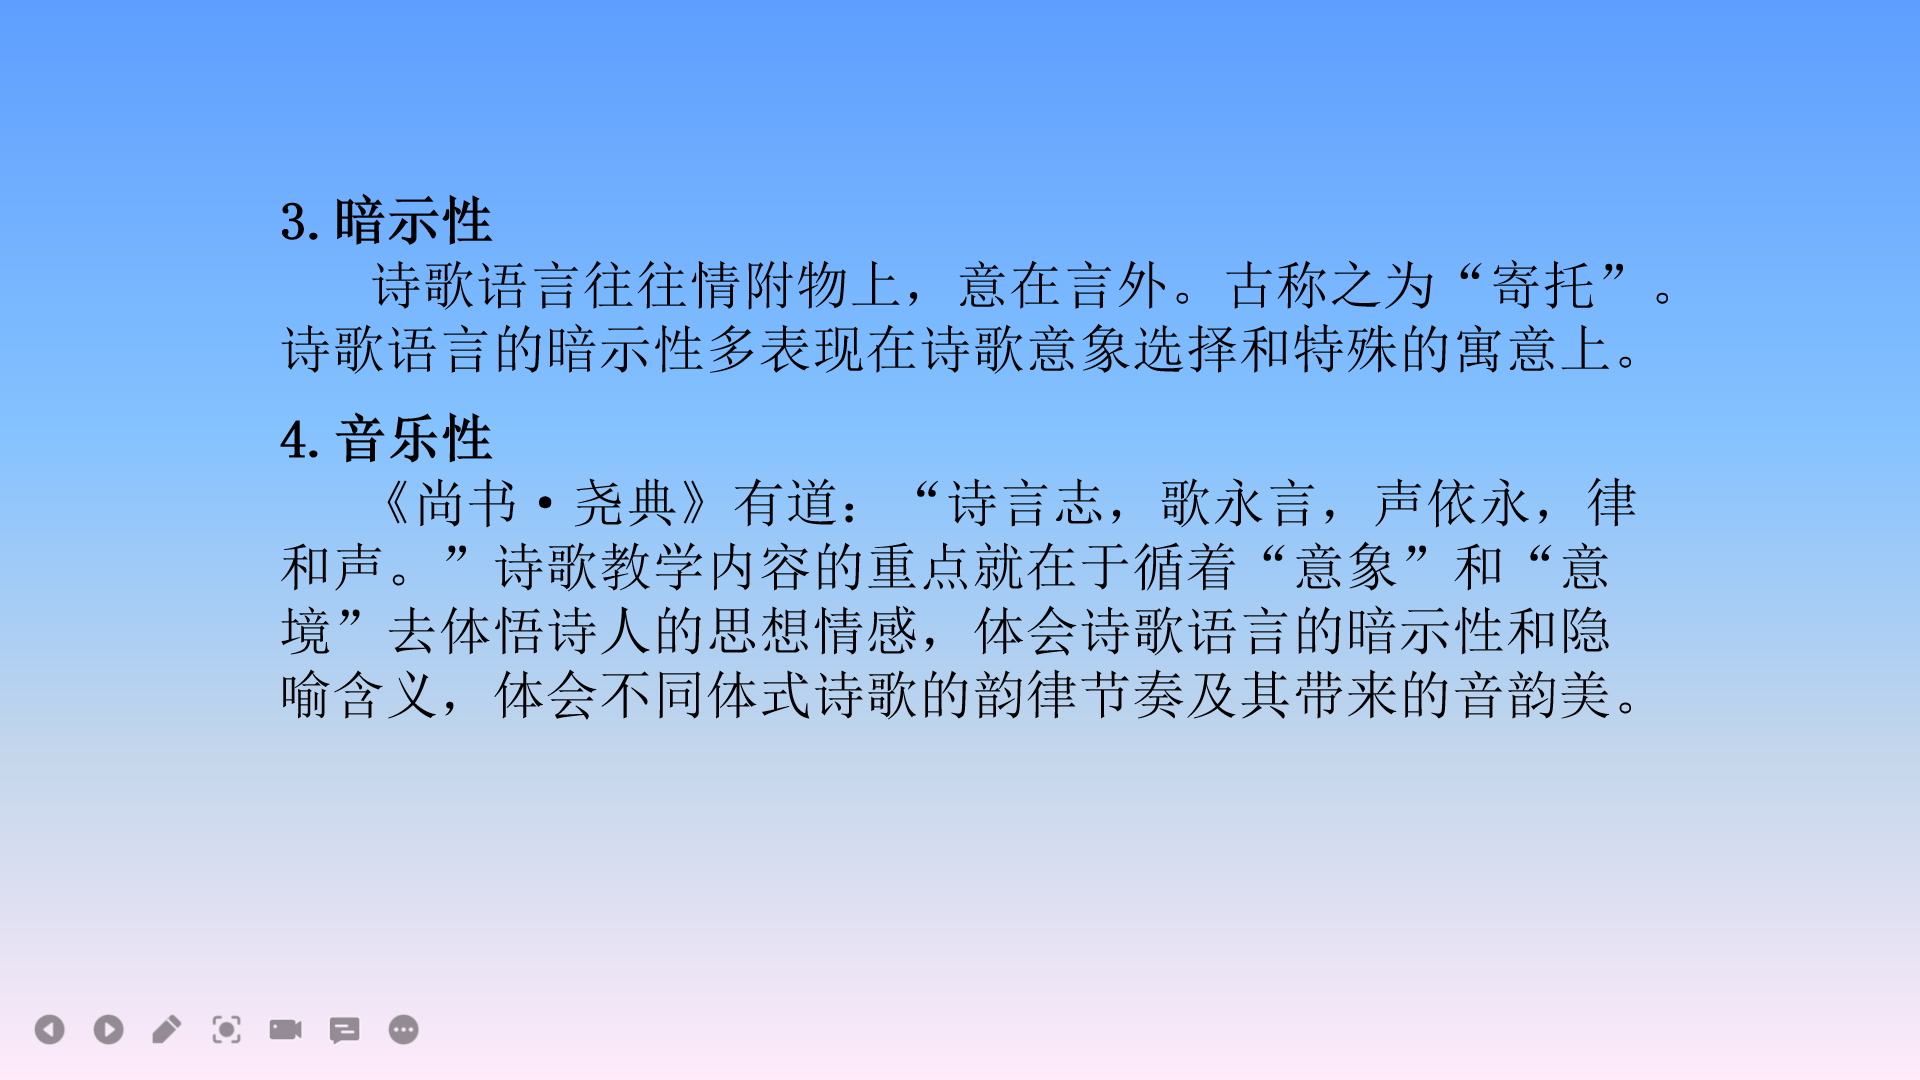 3. 暗示性
诗歌语言往往情附物上，意在言外。古称之为“寄托”。
诗歌语言的暗示性多表现在诗歌意象选择和特殊的寓意上。
4. 音乐性
《尚书·尧典》有道：“诗言志，歌永言，声依永，律
和声。”诗歌教学内容的重点就在于循着“意象”和“意
境”去体悟诗人的思想情感，体会诗歌语言的暗示性和隐
喻含义，体会不同体式诗歌的韵律节奏及其带来的音韵美。